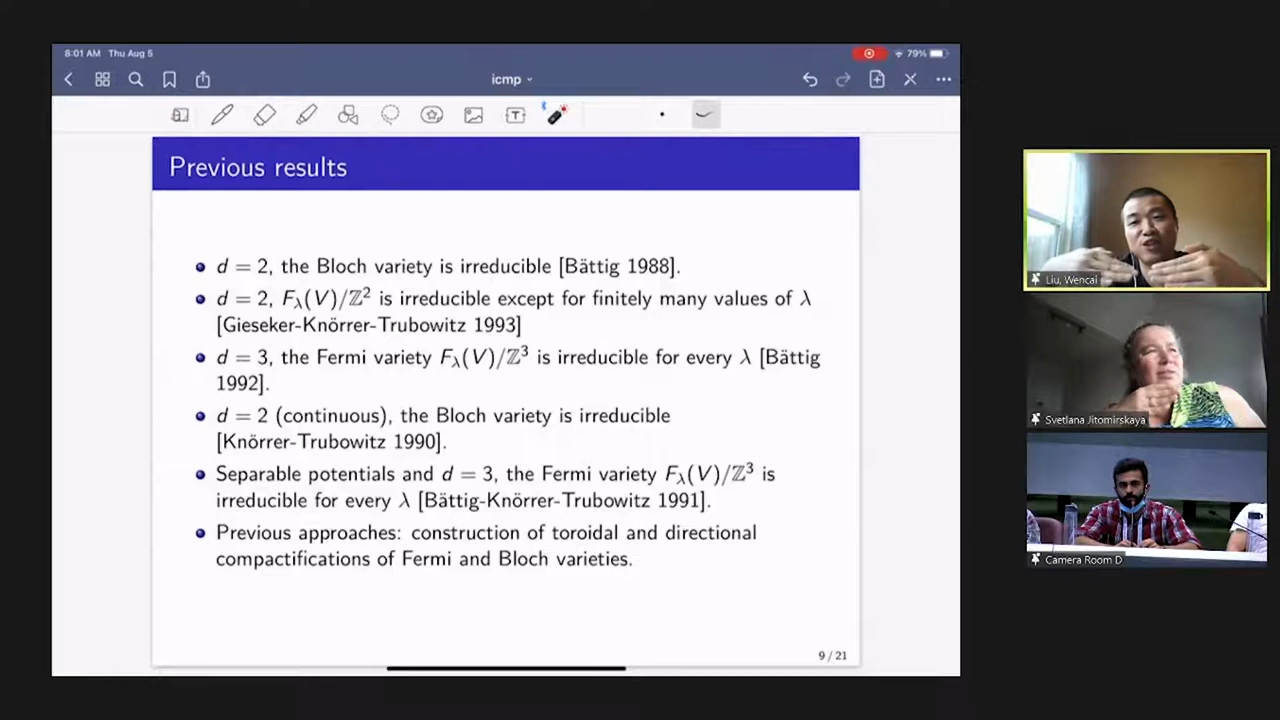 8:01 AM Thu Aug 5
79%
icmp
T
Previous results
d = 2, the Bloch variety is irreducible [Bättig 1988].
d = 2, F_λ(V)/ℤ² is irreducible except for finitely many values of λ
[Gieseker-Knörrer-Trubowitz 1993]
d = 3, the Fermi variety F_λ(V)/ℤ³ is irreducible for every λ [Bättig
1992].
d = 2 (continuous), the Bloch variety is irreducible
[Knörrer-Trubowitz 1990].
Separable potentials and d = 3, the Fermi variety F_λ(V)/ℤ³ is
irreducible for every λ [Bättig-Knörrer-Trubowitz 1991].
Previous approaches: construction of toroidal and directional
compactifications of Fermi and Bloch varieties.
9 / 21
Liu, Wencai
Svetlana Jitomirskaya
Camera Room D